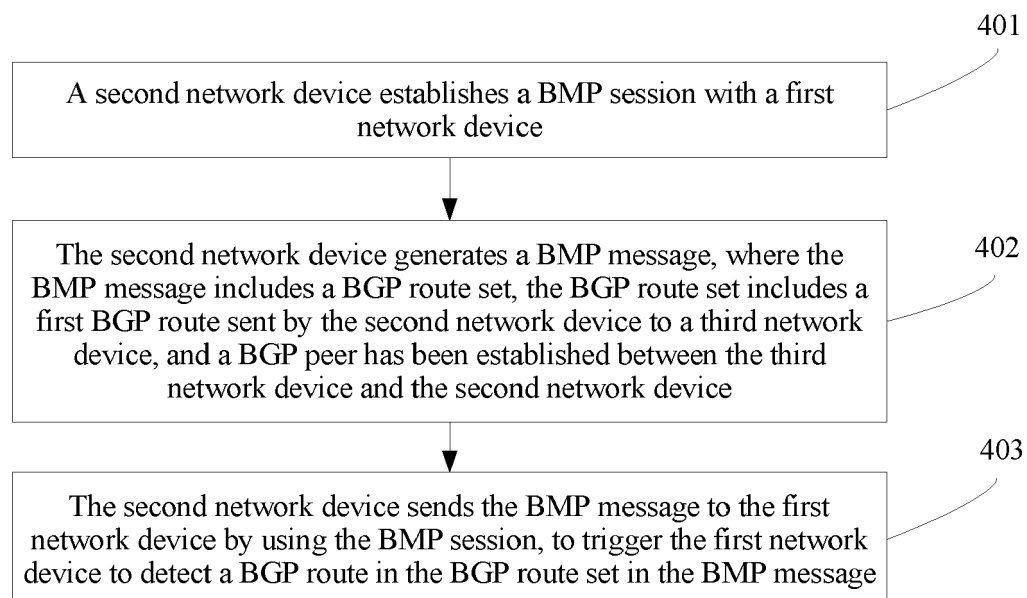 401
A second network device establishes a BMP session with a first
network device
402
The second network device generates a BMP message, where the
BMP message includes a BGP route set, the BGP route set includes a
first BGP route sent by the second network device to a third network
device, and a BGP peer has been established between the third
network device and the second network device
403
The second network device sends the BMP message to the first
network device by using the BMP session, to trigger the first network
device to detect a BGP route in the BGP route set in the BMP message